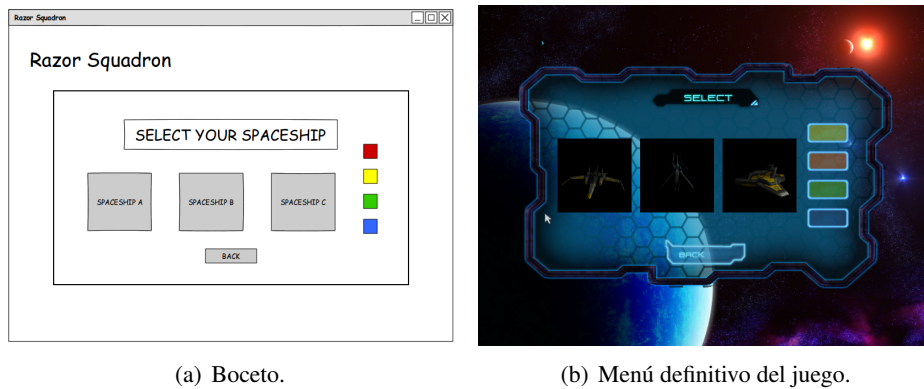 Razor Squadron
Razor Squadron
SELECT YOUR SPACESHIP
SPACESHIP A
SPACESHIP B
SPACESHIP C
BACK
SELECT
BACK
(a) Boceto.
(b) Menú definitivo del juego.